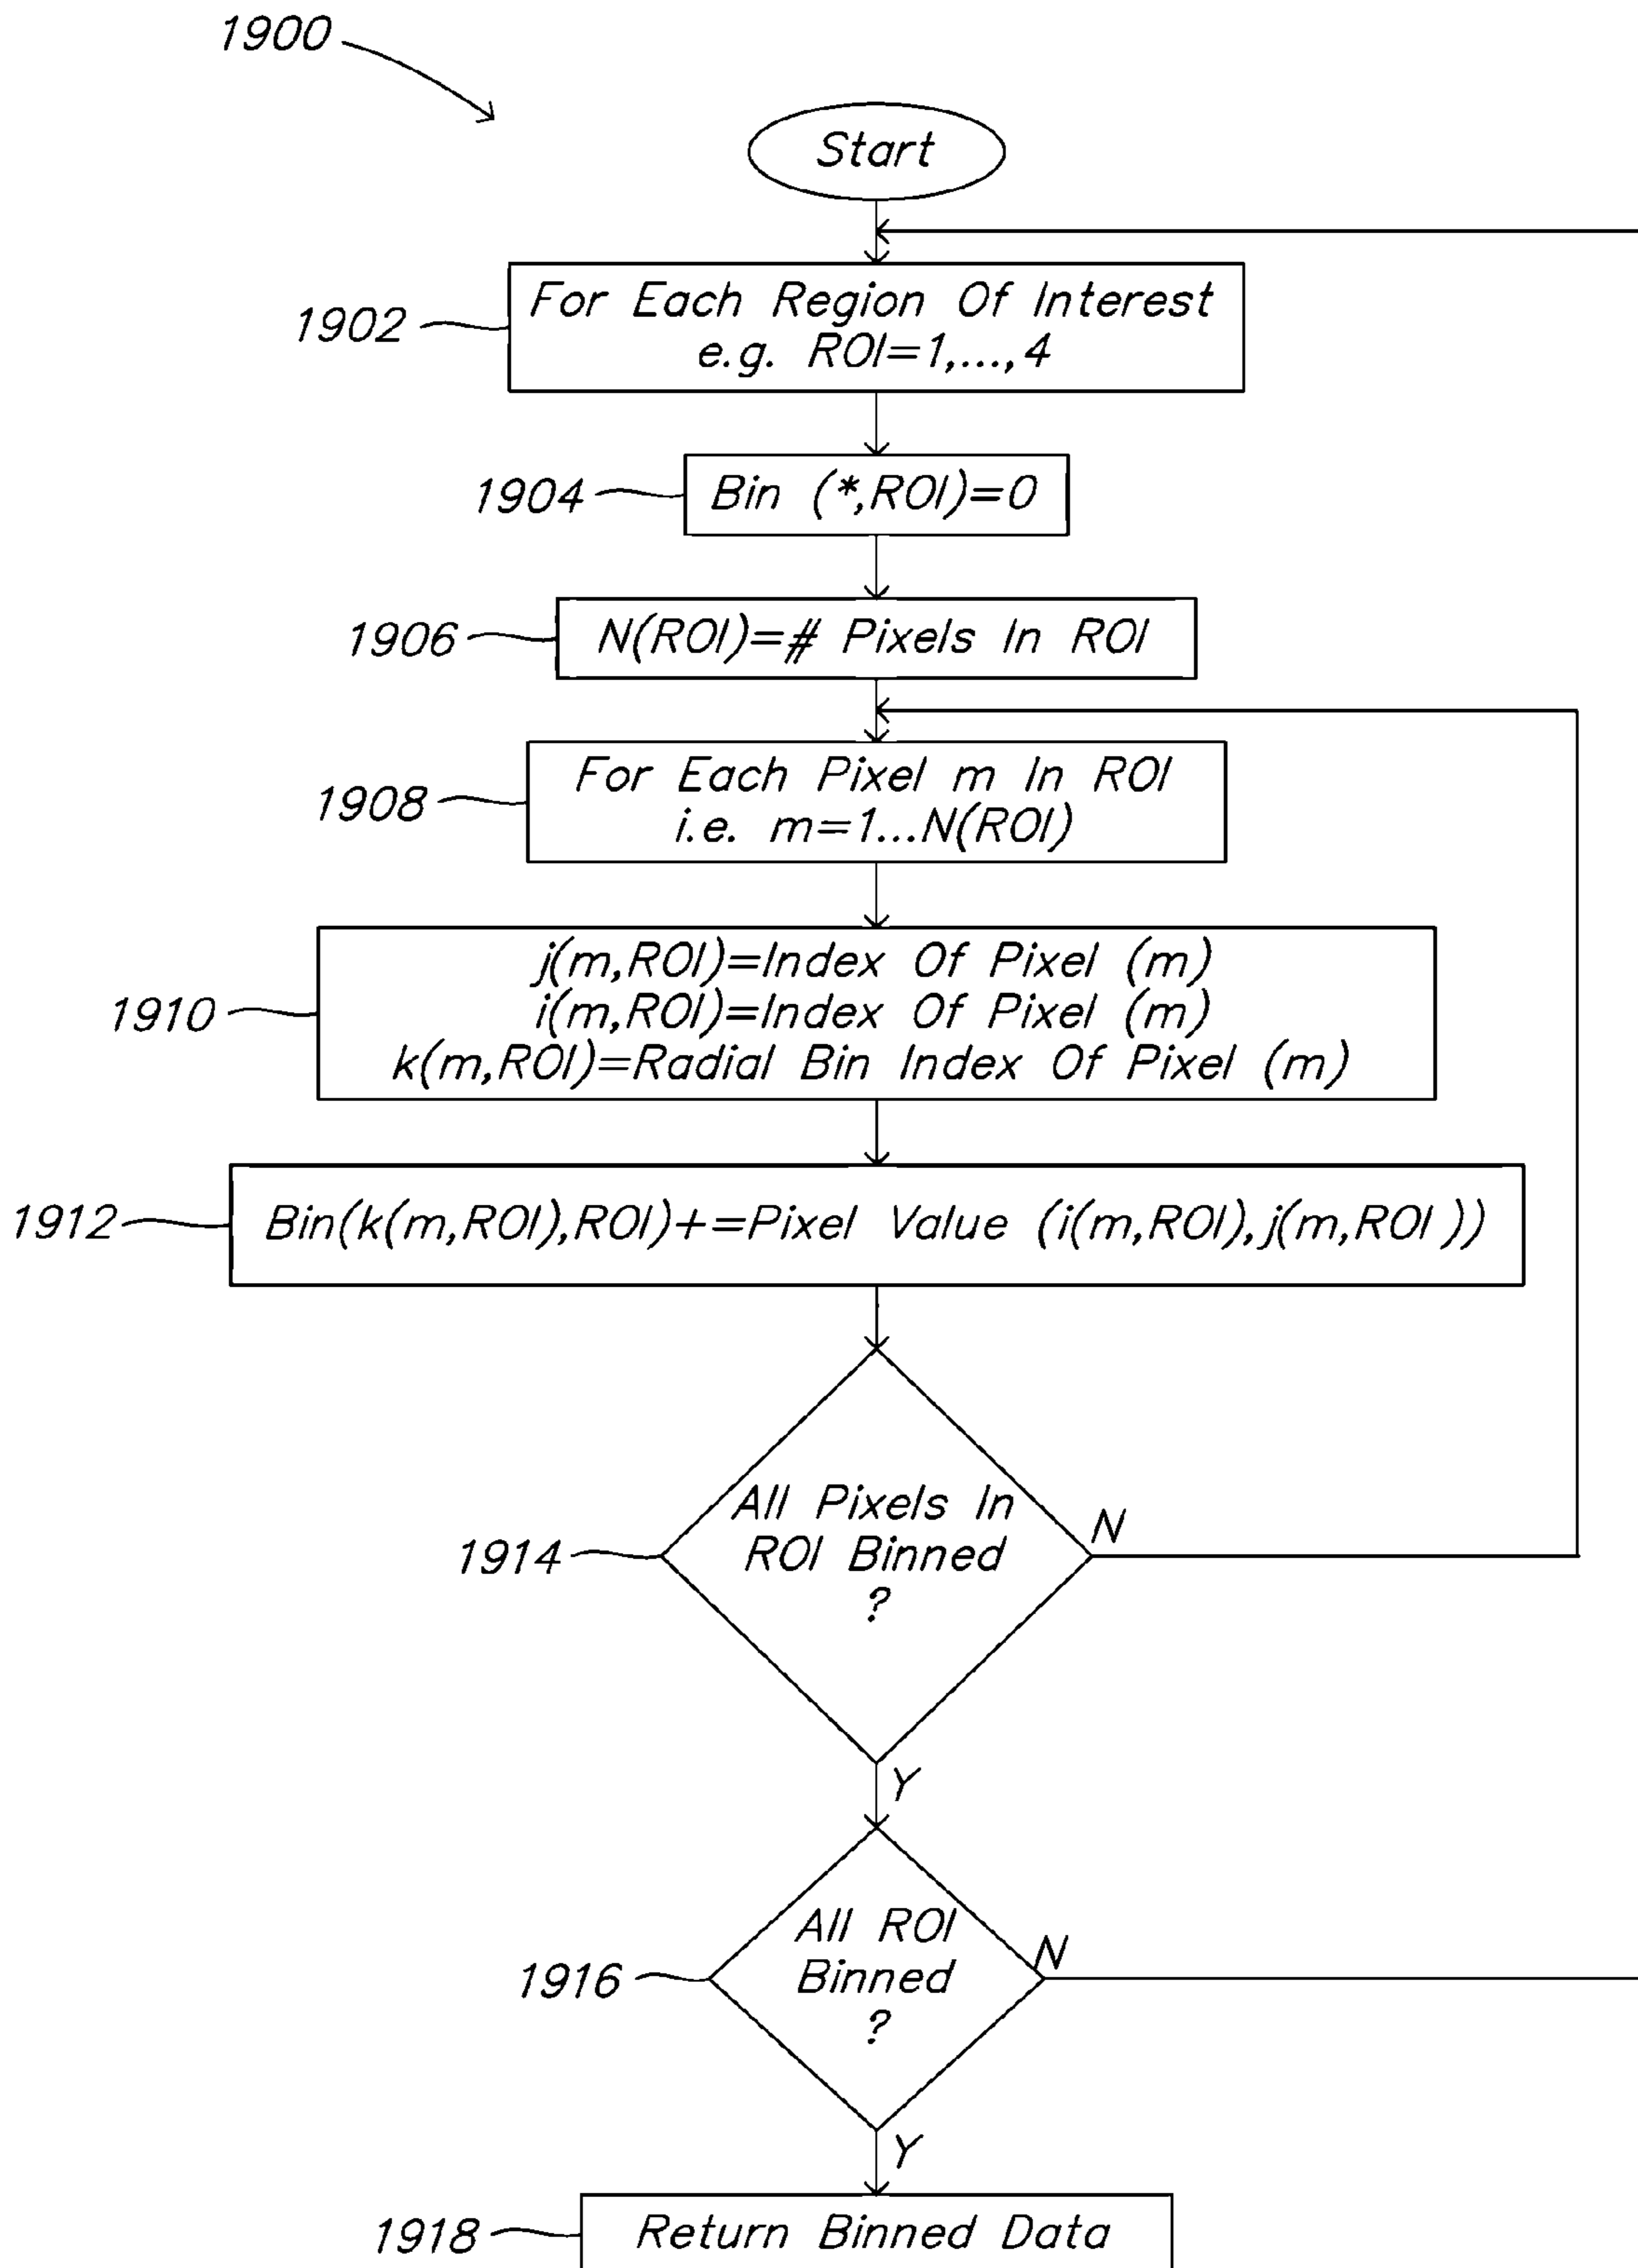 1900
Start
1902
For Each Region Of Interest
e.g. ROI=1,...,4
1904
Bin (*,ROI)=0
1906
N(ROI)=# Pixels In ROI
1908
For Each Pixel m In ROI
i.e. m=1...N(ROI)
1910
j(m,ROI)=Index Of Pixel (m)
i(m,ROI)=Index Of Pixel (m)
k(m,ROI)=Radial Bin Index Of Pixel (m)
1912
Bin(k(m,ROI),ROI)+=Pixel Value (i(m,ROI),j(m,ROI ))
1914
All Pixels In
ROI Binned
?
N
Y
1916
All ROI
Binned
?
N
Y
1918
Return Binned Data